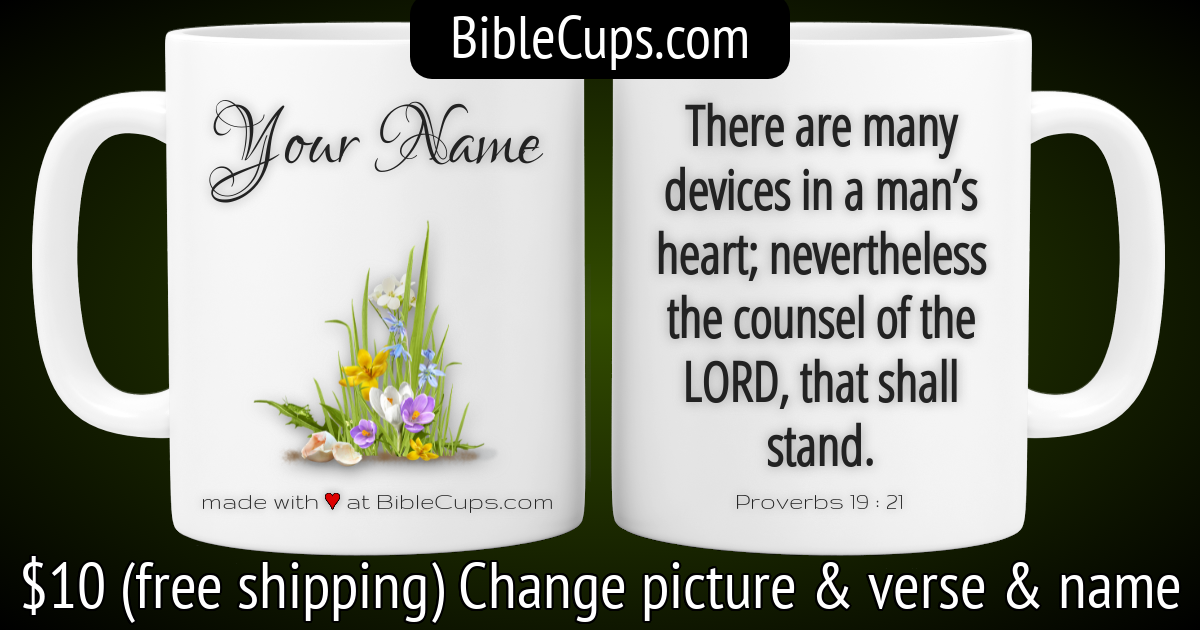 BibleCups.com
Your Name
made with ♥ at BibleCups.com
There are many
devices in a man’s
heart; nevertheless
the counsel of the
LORD, that shall
stand.
Proverbs 19 : 21
$10 (free shipping) Change picture & verse & name